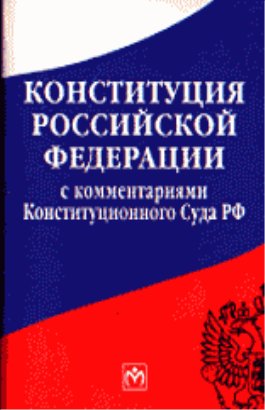 КОНСТИТУЦИЯ
РОССИЙСКОЙ
ФЕДЕРАЦИИ
с комментариями
Конституционного Суда РФ